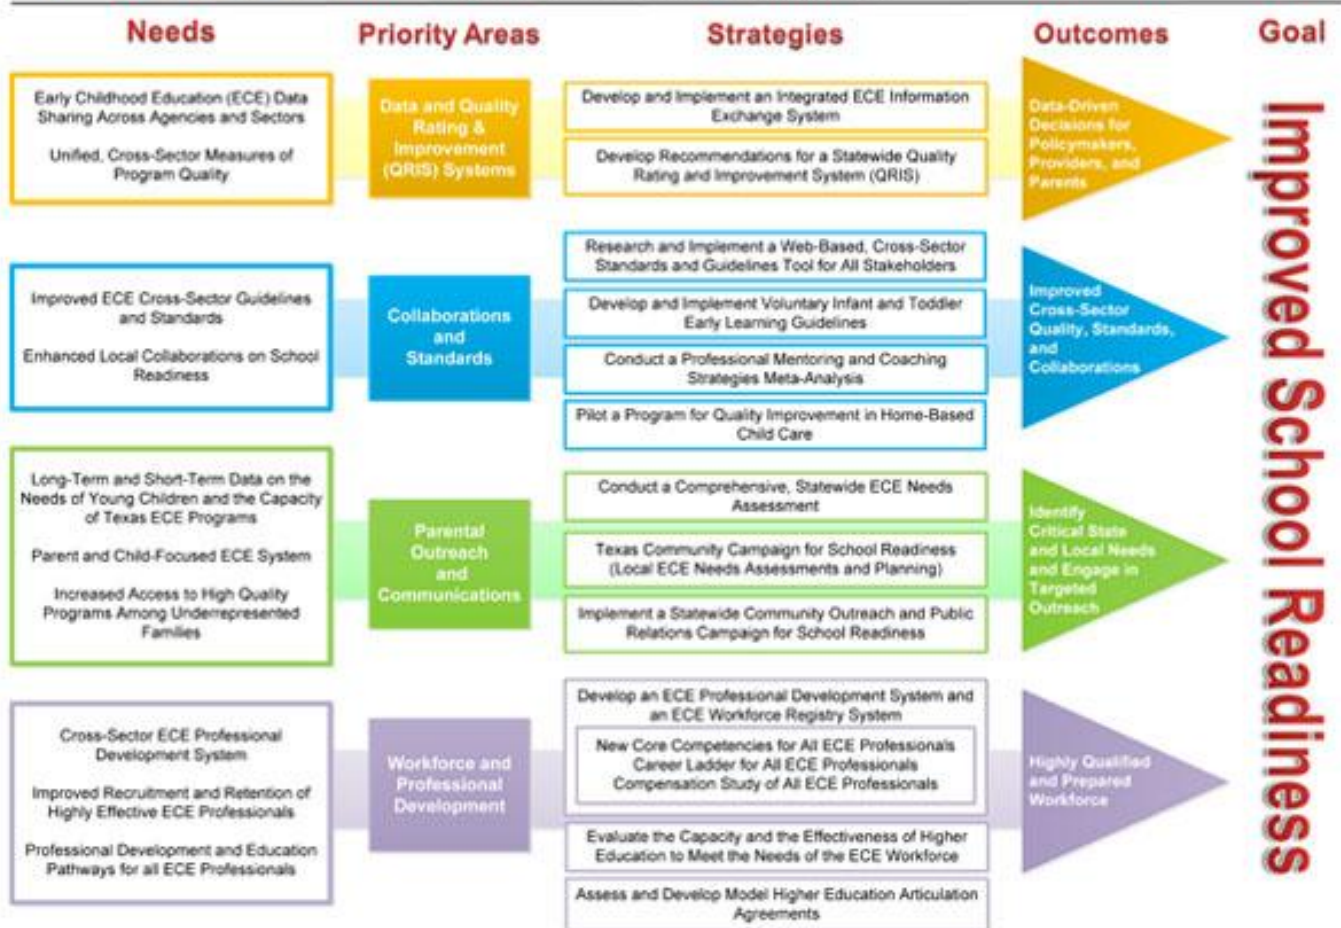 Needs
Priority Areas
Strategies
Outcomes
Goal
Early Childhood Education (ECE) Data
Sharing Across Agencies and Sectors
Unified, Cross-Sector Measures of
Program Quality
Data and Quality
Rating &
Improvement
(QRIS) Systems
Develop and Implement an Integrated ECE Information
Exchange System
Develop Recommendations for a Statewide Quality
Rating and Improvement System (QRIS)
Data-Driven
Decisions for
Policymakers,
Providers, and
Parents
Improved ECE Cross-Sector Guidelines
and Standards
Enhanced Local Collaborations on School
Readiness
Collaborations
and
Standards
Research and Implement a Web-Based, Cross-Sector
Standards and Guidelines Tool for All Stakeholders
Develop and Implement Voluntary Infant and Toddler
Early Learning Guidelines
Conduct a Professional Mentoring and Coaching
Strategies Meta-Analysis
Pilot a Program for Quality Improvement in Home-Based
Child Care
Improved
Cross-Sector
Quality, Standards,
and
Collaborations
Long-Term and Short-Term Data on the
Needs of Young Children and the Capacity
of Texas ECE Programs
Parent and Child-Focused ECE System
Increased Access to High Quality
Programs Among Underrepresented
Families
Parental
Outreach
and
Communications
Conduct a Comprehensive, Statewide ECE Needs
Assessment
Texas Community Campaign for School Readiness
(Local ECE Needs Assessments and Planning)
Implement a Statewide Community Outreach and Public
Relations Campaign for School Readiness
Identify
Critical State
and Local Needs
and Engage in
Targeted
Outreach
Cross-Sector ECE Professional
Development System
Improved Recruitment and Retention of
Highly Effective ECE Professionals
Professional Development and Education
Pathways for all ECE Professionals
Workforce and
Professional
Development
Develop an ECE Professional Development System and
an ECE Workforce Registry System
New Core Competencies for All ECE Professionals
Career Ladder for All ECE Professionals
Compensation Study of All ECE Professionals
Evaluate the Capacity and the Effectiveness of Higher
Education to Meet the Needs of the ECE Workforce
Assess and Develop Model Higher Education Articulation
Agreements
Highly Qualified
and Prepared
Workforce
Improved School Readiness